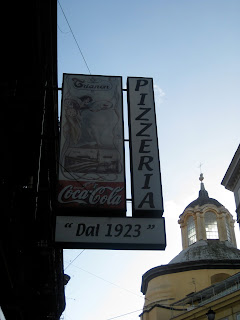 PIZZERIA
Coca-Cola
"Dal 1923"